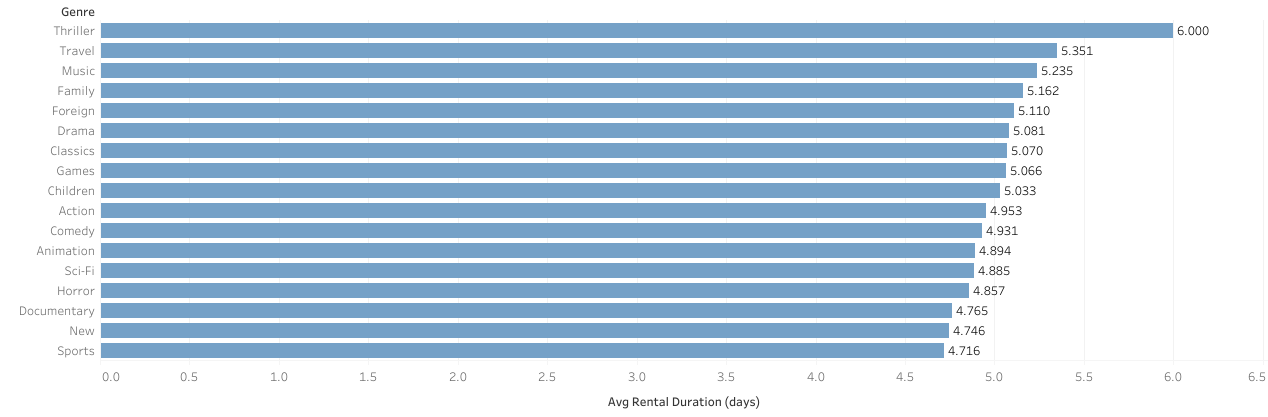 Genre
Thriller 6.000
Travel 5.351
Music 5.235
Family 5.162
Foreign 5.110
Drama 5.081
Classics 5.070
Games 5.066
Children 5.033
Action 4.953
Comedy 4.931
Animation 4.894
Sci-Fi 4.885
Horror 4.857
Documentary 4.765
New 4.746
Sports 4.716
0.0 0.5 1.0 1.5 2.0 2.5 3.0 3.5 4.0 4.5 5.0 5.5 6.0 6.5
Avg Rental Duration (days)